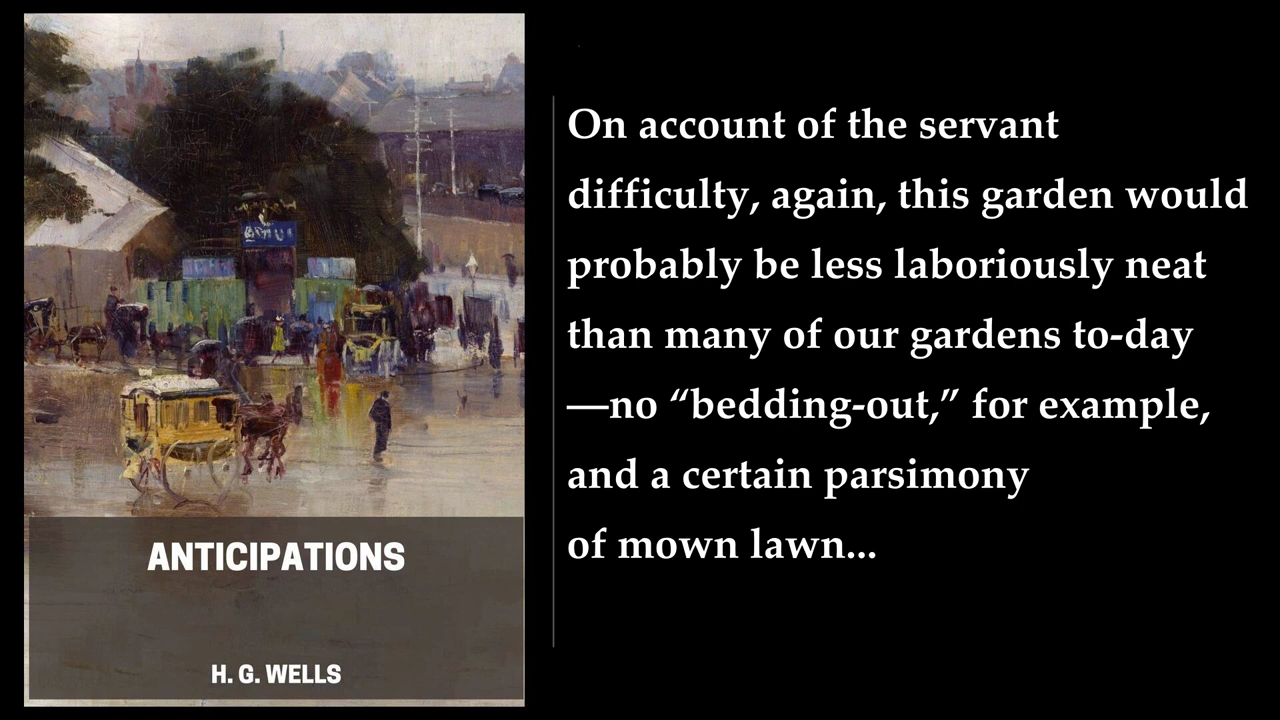 ANTICIPATIONS
H. G. WELLS
On account of the servant
difficulty, again, this garden would
probably be less laboriously neat
than many of our gardens to-day
—no “bedding-out,” for example,
and a certain parsimony
of mown lawn...